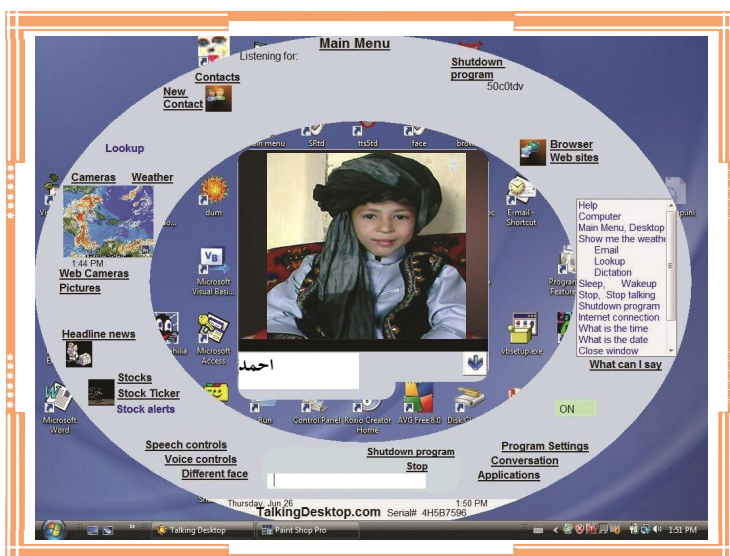 Main Menu
Listening for:
Shutdown
program
50c0tdv
Contacts
New
Contact
Lookup
Browser
Web sites
main menu SRtd tts5td face
Cameras Weather
dum
E-mail -
Shortcut
1:44 PM
Web Cameras
Pictures
Microsoft
Visual Basi...
Help
Computer
Main Menu, Desktop
Show me the weathe
Email
Lookup
Dictation
Sleep, Wakeup
Stop, Stop talking
Shutdown program
Internet connection
What is the time
What is the date
Close window
What can I say
Headline news
Microsoft
Access
vbsetup.exe
احمد
Stocks
Stock Ticker
Stock alerts
Microsoft
Word
Run Control Panel Roxio Creator
Home AVG Free 8.0
ON
Speech controls
Voice controls
Different face
Shutdown program
Stop
Program Settings
Conversation
Applications
Thursday, Jun 26 1:50 PM
TalkingDesktop.com Serial# 4H5B7596
Talking Desktop Paint Shop Pro 1:51 PM